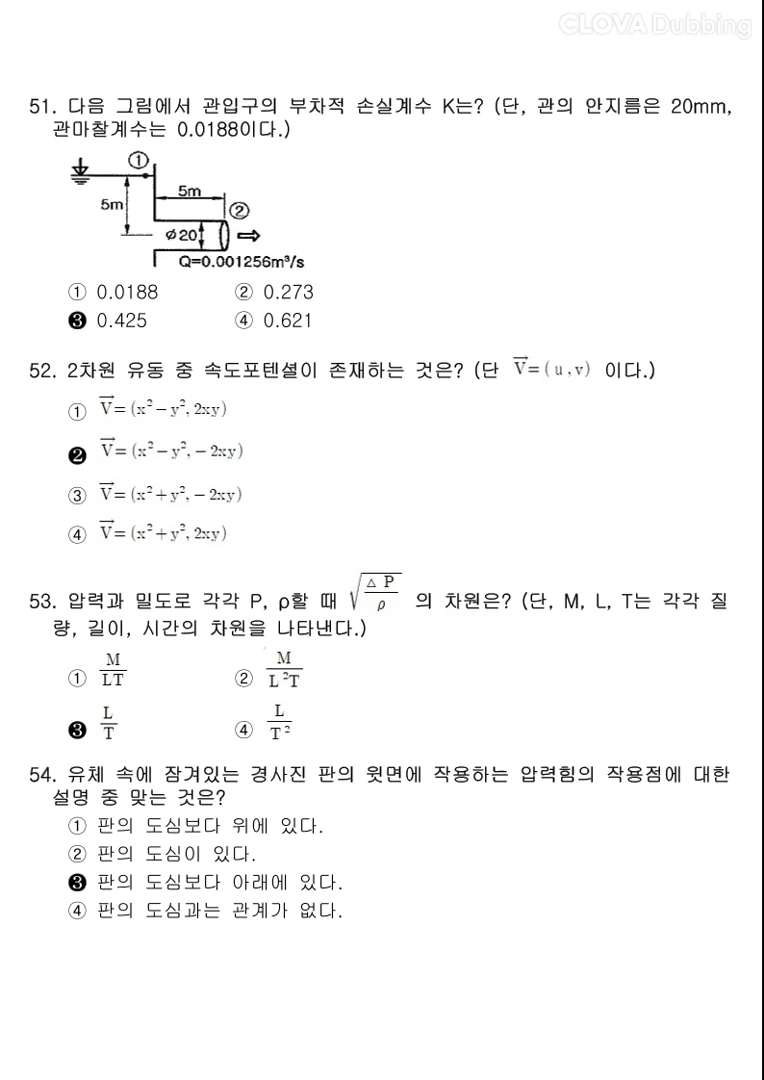 CLOVA Dubbing
51. 다음 그림에서 관입구의 부차적 손실계수 K는? (단, 관의 안지름은 20mm,
관마찰계수는 0.0188이다.)
①
5m
5m
②
ø20
Q=0.001256m³/s
① 0.0188 ② 0.273
❸ 0.425 ④ 0.621
52. 2차원 유동 중 속도포텐셜이 존재하는 것은? (단 V⃗=(u,v) 이다.)
① V⃗=(x²-y², 2xy)
❷ V⃗=(x²-y², -2xy)
③ V⃗=(x²+y², -2xy)
④ V⃗=(x²+y², 2xy)
53. 압력과 밀도로 각각 P, ρ할 때 √(△P/ρ) 의 차원은? (단, M, L, T는 각각 질
량, 길이, 시간의 차원을 나타낸다.)
① M/LT ② M/L²T
❸ L/T ④ L/T²
54. 유체 속에 잠겨있는 경사진 판의 윗면에 작용하는 압력힘의 작용점에 대한
설명 중 맞는 것은?
① 판의 도심보다 위에 있다.
② 판의 도심이 있다.
❸ 판의 도심보다 아래에 있다.
④ 판의 도심과는 관계가 없다.